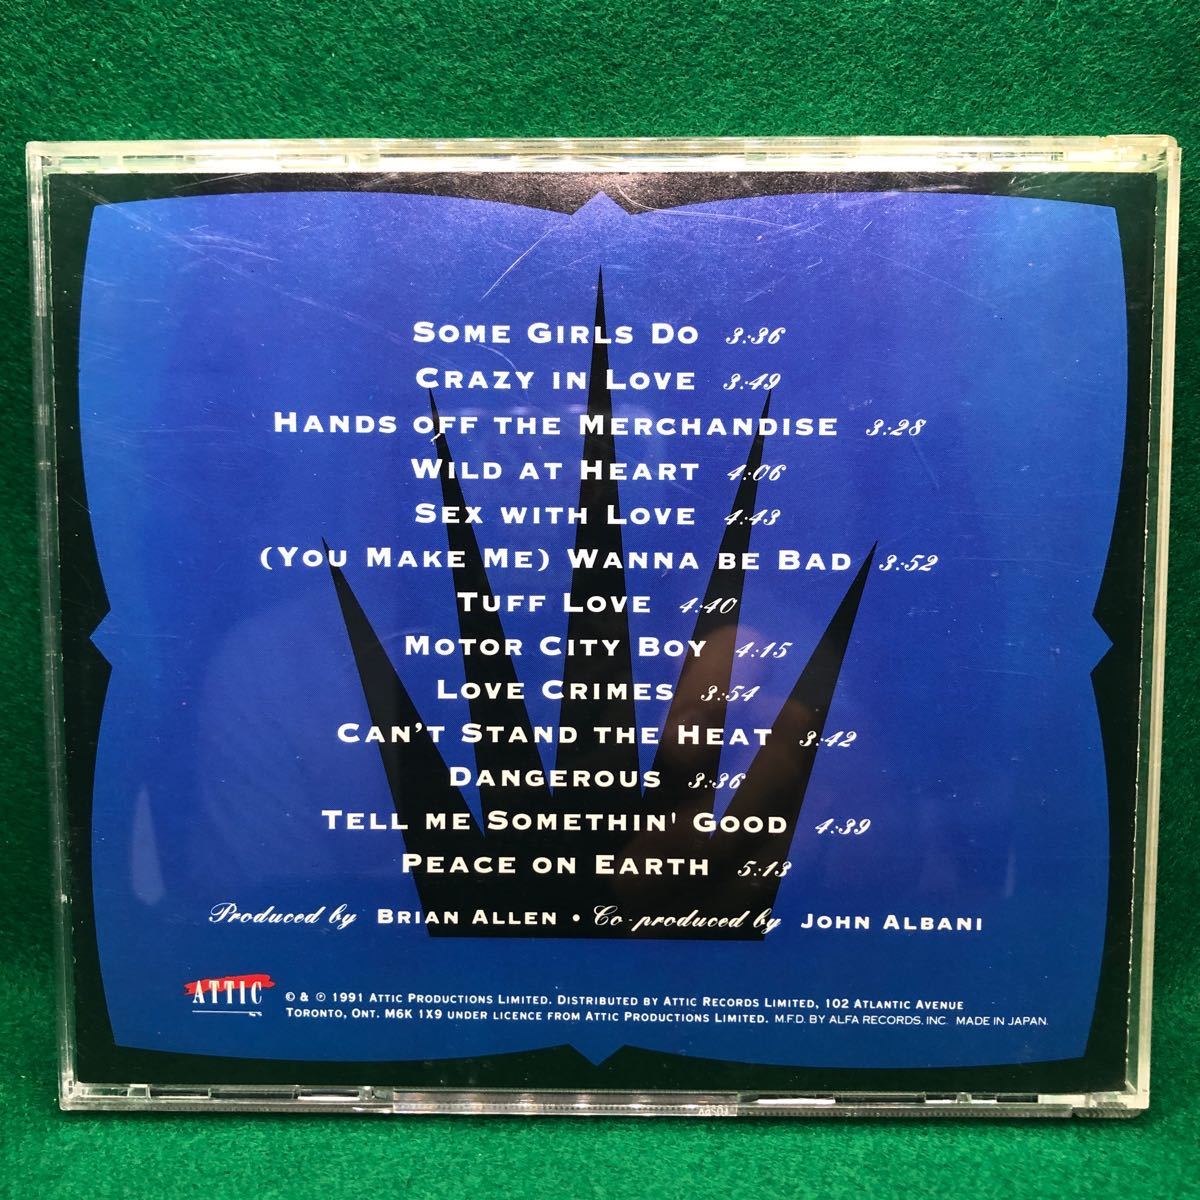 SOME GIRLS DO 3:36
CRAZY IN LOVE 3:49
HANDS OFF THE MERCHANDISE 3:28
WILD AT HEART 4:06
SEX WITH LOVE 4:43
(YOU MAKE ME) WANNA BE BAD 3:52
TUFF LOVE 4:40
MOTOR CITY BOY 4:15
LOVE CRIMES 3:54
CAN'T STAND THE HEAT 3:42
DANGEROUS 3:36
TELL ME SOMETHIN' GOOD 4:39
PEACE ON EARTH 5:13
Produced by BRIAN ALLEN • Co-produced by JOHN ALBANI
ATTIC
© & ℗ 1991 ATTIC PRODUCTIONS LIMITED. DISTRIBUTED BY ATTIC RECORDS LIMITED, 102 ATLANTIC AVENUE
TORONTO, ONT. M6K 1X9 UNDER LICENCE FROM ATTIC PRODUCTIONS LIMITED. M.F.D. BY ALFA RECORDS, INC. MADE IN JAPAN.